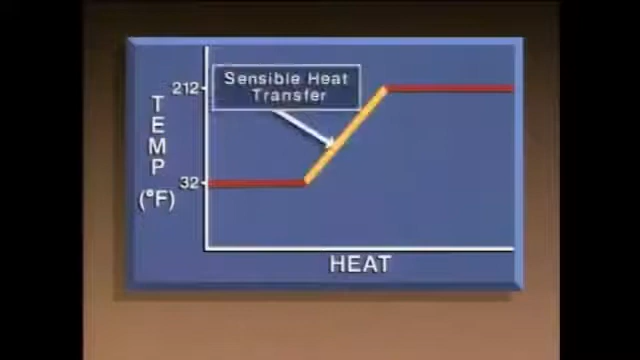 Sensible Heat
Transfer
212
TEMP
(°F)
32
HEAT